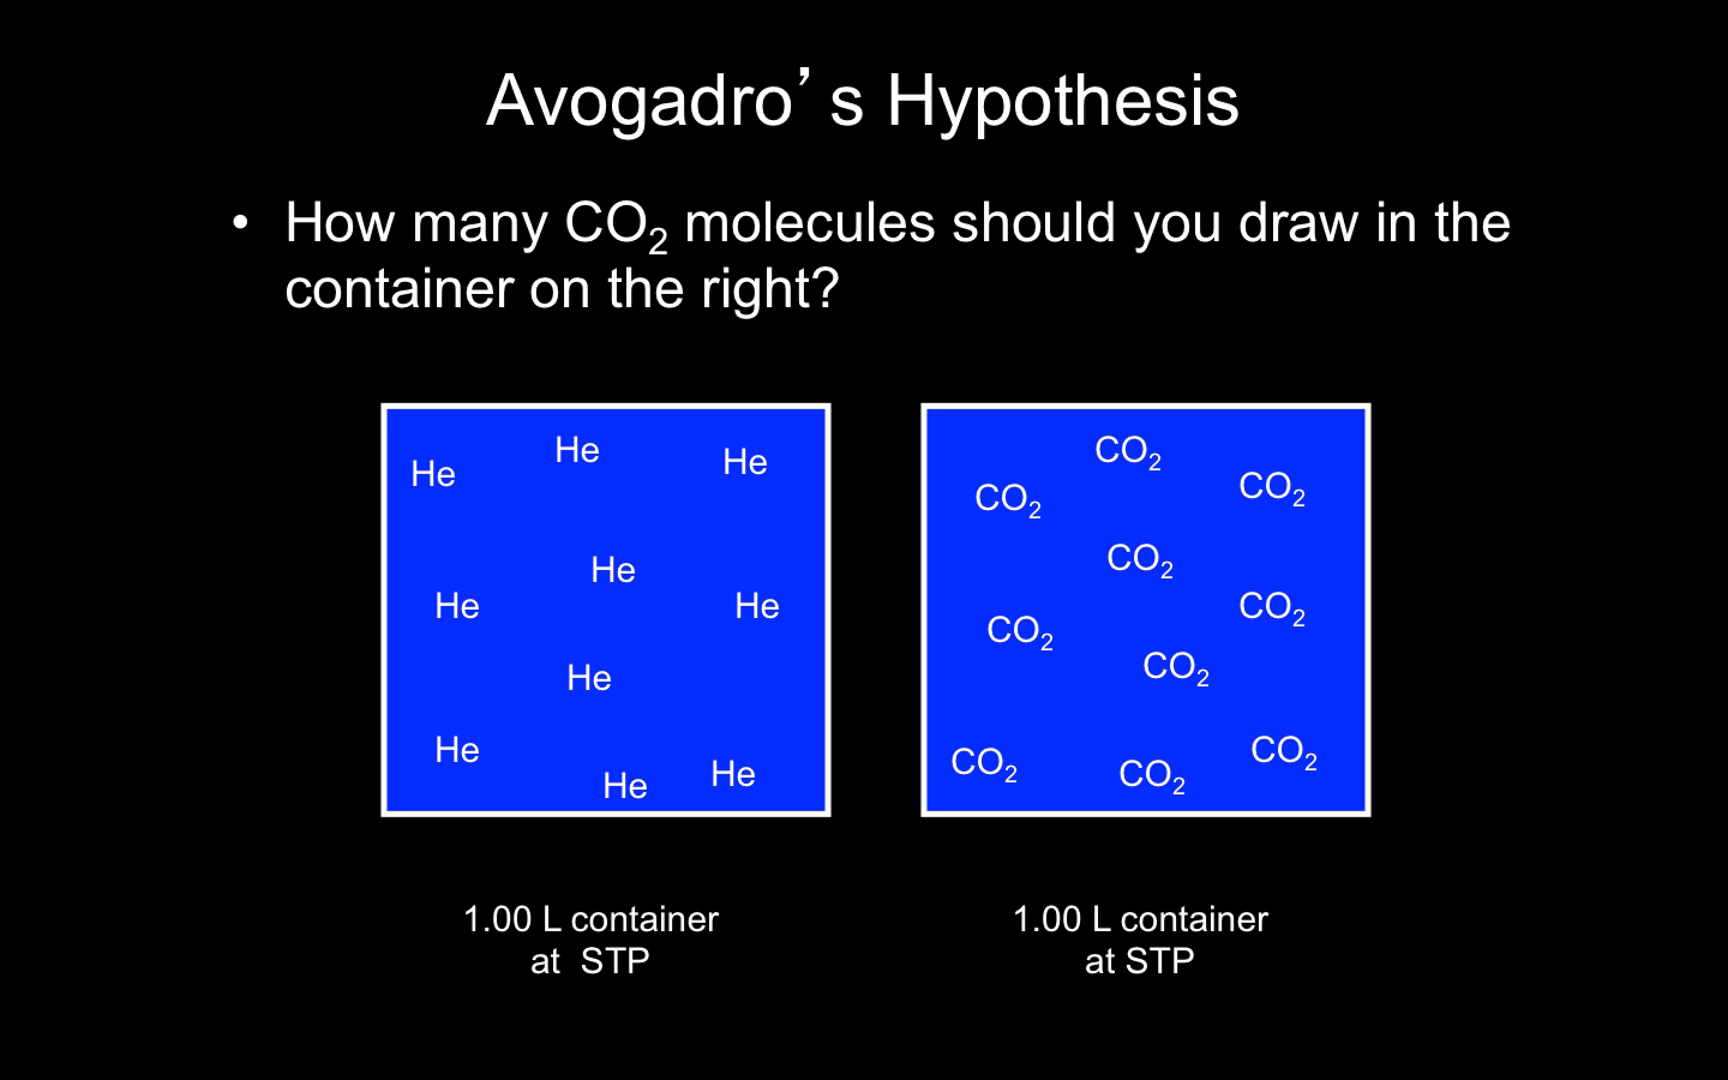 Avogadro’s Hypothesis
• How many CO₂ molecules should you draw in the
container on the right?
He He He
He He He
He
He He He
CO₂ CO₂ CO₂
CO₂
CO₂ CO₂
CO₂
CO₂ CO₂ CO₂
1.00 L container
at STP
1.00 L container
at STP